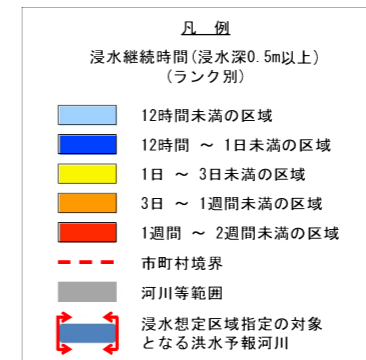 凡 例
浸水継続時間(浸水深0.5m以上)
(ランク別)
12時間未満の区域
12時間 ～ 1日未満の区域
1日 ～ 3日未満の区域
3日 ～ 1週間未満の区域
1週間 ～ 2週間未満の区域
市町村境界
河川等範囲
浸水想定区域指定の対象
となる洪水予報河川